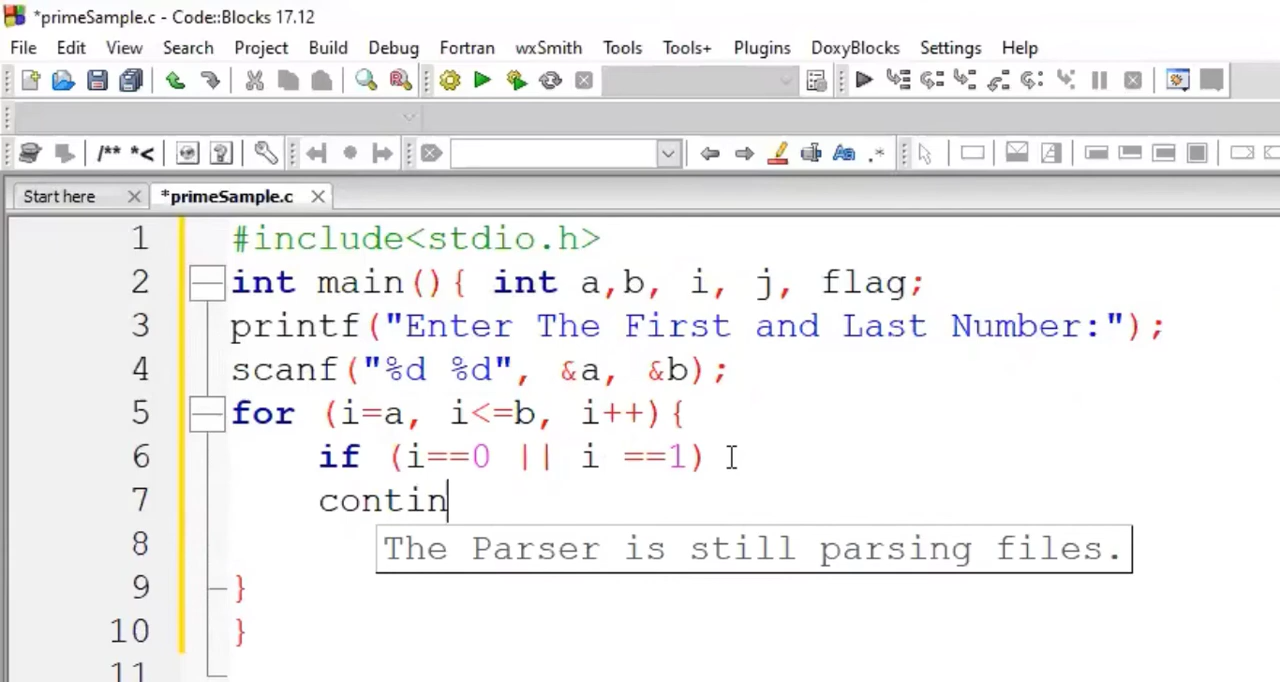 *primeSample.c - Code::Blocks 17.12
File Edit View Search Project Build Debug Fortran wxSmith Tools Tools+ Plugins DoxyBlocks Settings Help
/** *<
Aa .*
Start here *primeSample.c
1 #include<stdio.h>
2 int main(){ int a,b, i, j, flag;
3 printf("Enter The First and Last Number:");
4 scanf("%d %d", &a, &b);
5 for (i=a, i<=b, i++){
6 if (i==0 || i ==1)
7 contin
8 The Parser is still parsing files.
9 }
10 }
11